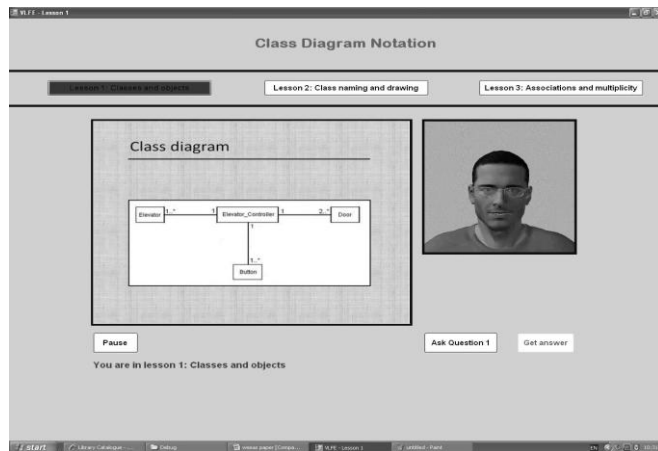 VLFE - Lesson 1
Class Diagram Notation
Lesson 1: Classes and objects
Lesson 2: Class naming and drawing
Lesson 3: Associations and multiplicity
Class diagram
Elevator 1..* 1 Elevator_Controller 1 2..* Door
1
1..*
Button
Pause
Ask Question 1
Get answer
You are in lesson 1: Classes and objects
start Library Catalogue - ... Debug paper [Compa... VLFE - Lesson 1 untitled - Paint EN